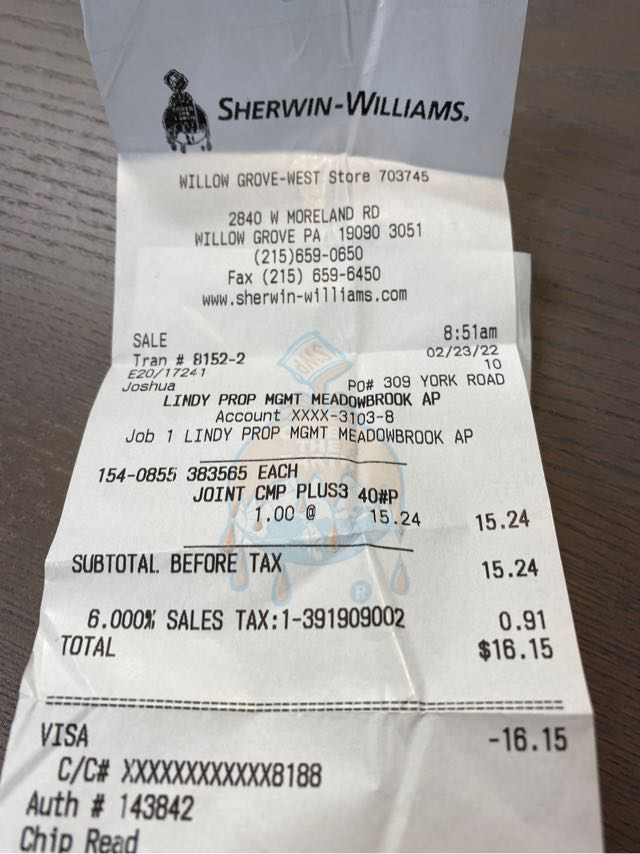 SHERWIN-WILLIAMS.
WILLOW GROVE-WEST Store 703745
2840 W MORELAND RD
WILLOW GROVE PA 19090 3051
(215)659-0650
Fax (215) 659-6450
www.sherwin-williams.com
SALE 8:51am
Tran # 8152-2 02/23/22
E20/17241 10
Joshua PO# 309 YORK ROAD
LINDY PROP MGMT MEADOWBROOK AP
Account XXXX-3103-8
Job 1 LINDY PROP MGMT MEADOWBROOK AP
154-0855 383565 EACH
JOINT CMP PLUS3 40#P
1.00 @ 15.24 15.24
SUBTOTAL BEFORE TAX 15.24
6.000% SALES TAX:1-391909002 0.91
TOTAL $16.15
VISA -16.15
C/C# XXXXXXXXXXXX8188
Auth # 143842
Chip Read